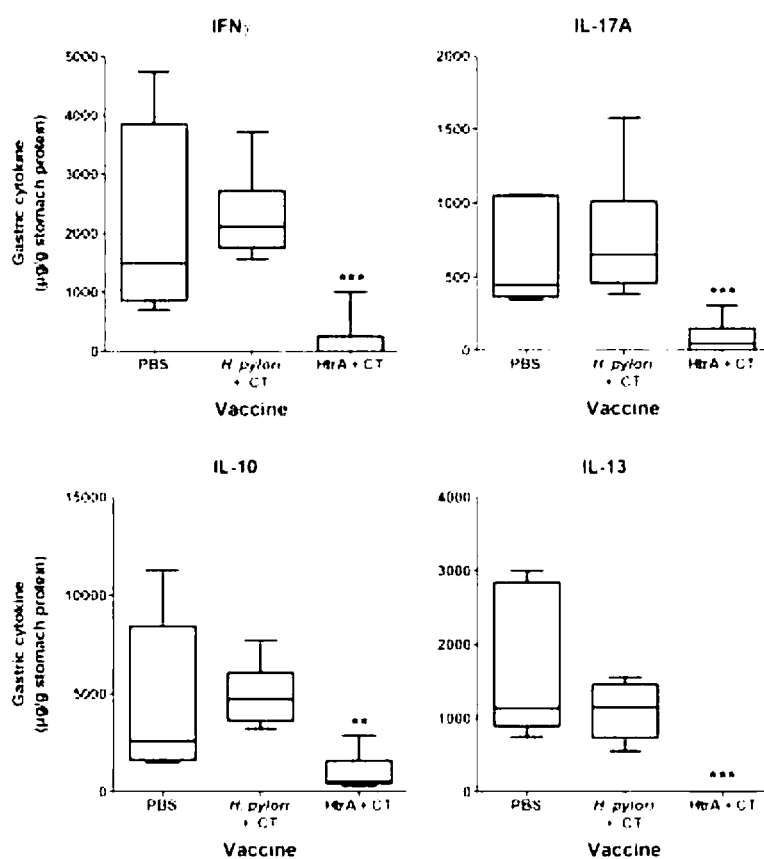 IFNγ
5000
4000
3000
2000
1000
0
Gastric cytokine
(µg/g stomach protein)
***
PBS
H. pylori
+ CT
HtrA + CT
Vaccine
IL-17A
2000
1500
1000
500
0
***
PBS
H. pylori
+ CT
HtrA + CT
Vaccine
IL-10
15000
10000
5000
0
Gastric cytokine
(µg/g stomach protein)
**
PBS
H. pylori
+ CT
HtrA + CT
Vaccine
IL-13
4000
3000
2000
1000
0
***
PBS
H. pylori
+ CT
HtrA + CT
Vaccine